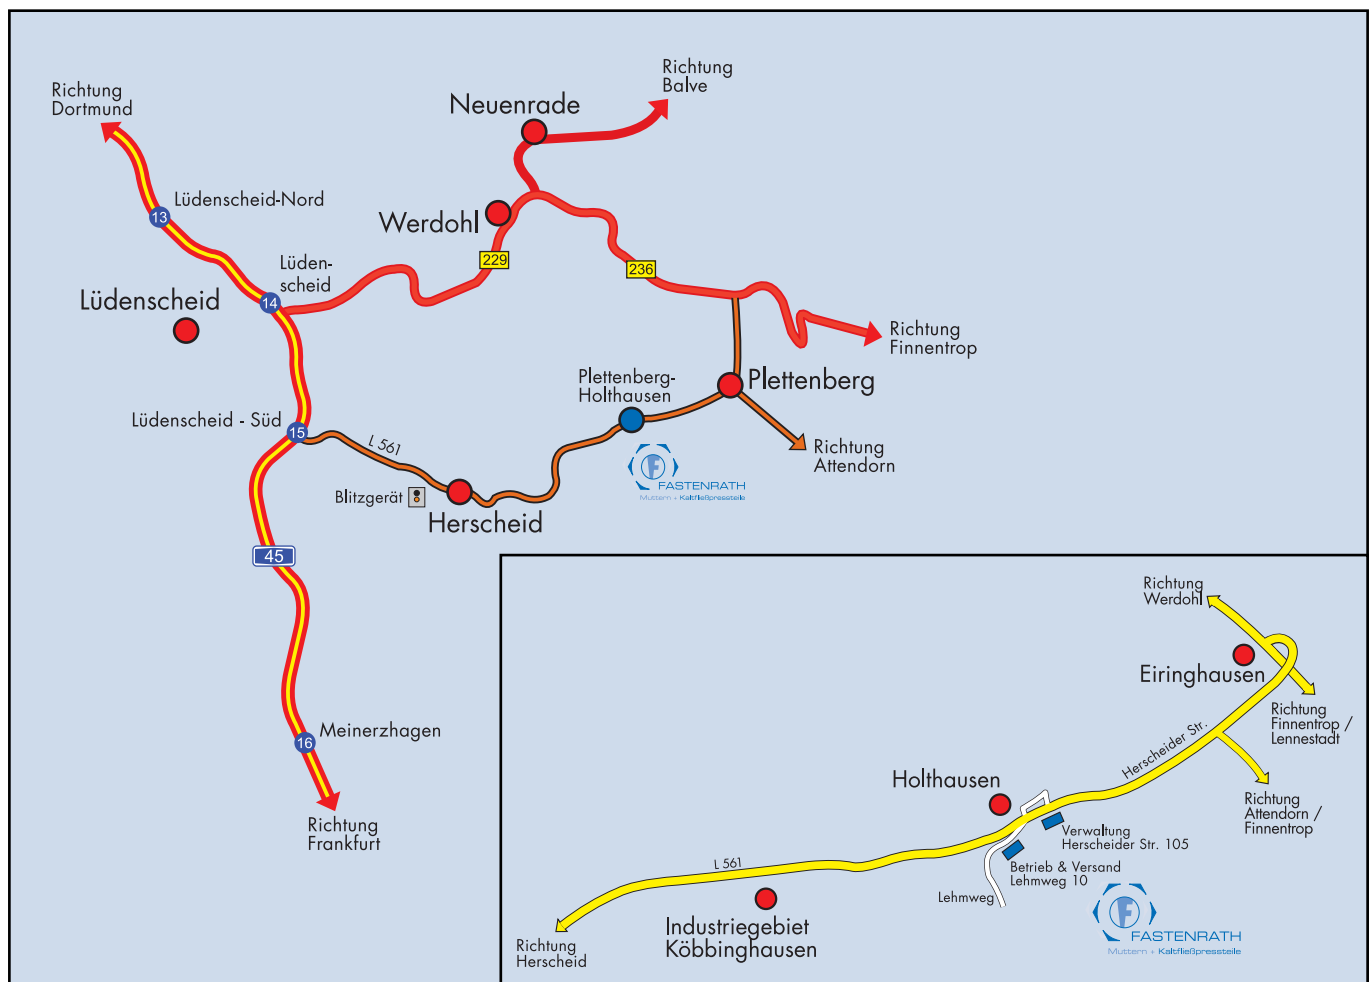 Richtung
Dortmund
Neuenrade
Richtung
Balve
13
Lüdenscheid-Nord
Werdohl
229
Lüden-
scheid
236
14
Lüdenscheid
Richtung
Finnentrop
Plettenberg-
Holthausen
Plettenberg
Lüdenscheid - Süd
15
L 561
Richtung
Attendorn
F
FASTENRATH
Muttern + Kaltfließpressteile
Blitzgerät
Herscheid
45
16
Meinerzhagen
Richtung
Frankfurt
Richtung
Werdohl
Eiringhausen
Richtung
Finnentrop /
Lennestadt
Herscheider Str.
Holthausen
Richtung
Attendorn /
Finnentrop
Verwaltung
Herscheider Str. 105
L 561
Betrieb & Versand
Lehmweg 10
Lehmweg
F
FASTENRATH
Muttern + Kaltfließpressteile
Industriegebiet
Köbbinghausen
Richtung
Herscheid